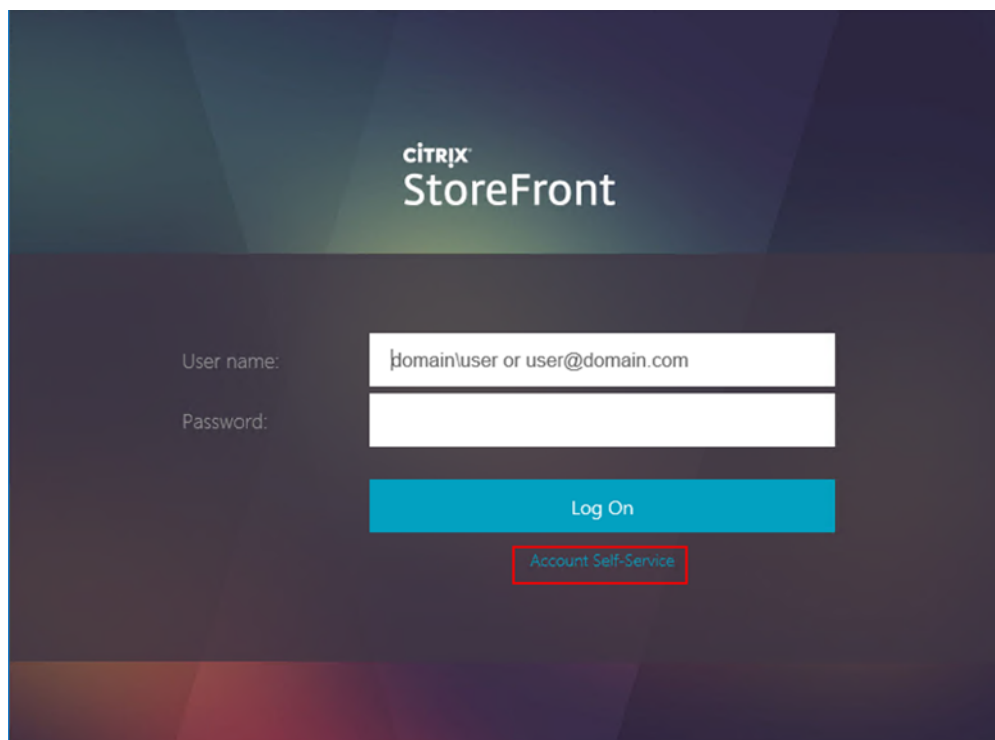 CITRIX
StoreFront
User name:
domain\user or user@domain.com
Password:
Log On
Account Self-Service